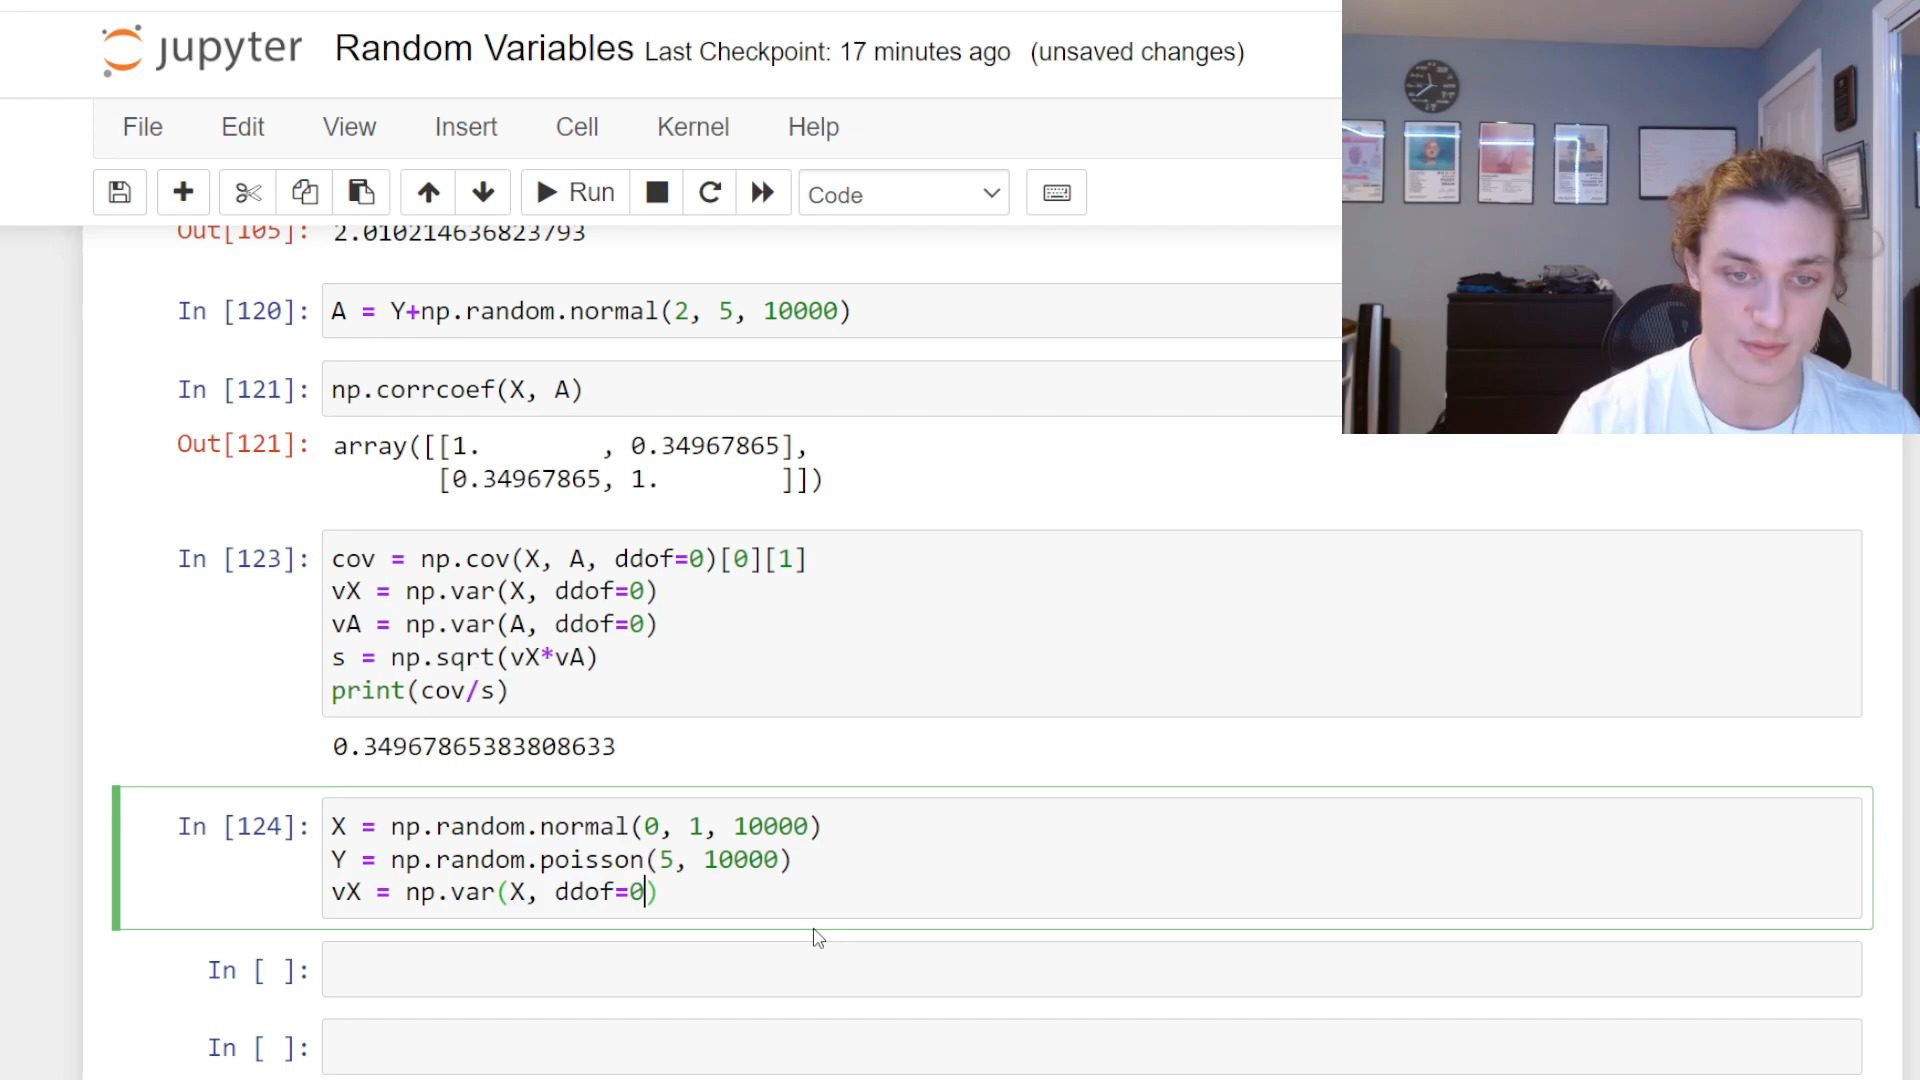 jupyter Random Variables Last Checkpoint: 17 minutes ago (unsaved changes)
File Edit View Insert Cell Kernel Help
Run Code
Out[105]: 2.010214636823793
In [120]: A = Y+np.random.normal(2, 5, 10000)
In [121]: np.corrcoef(X, A)
Out[121]: array([[1. , 0.34967865],
[0.34967865, 1. ]])
In [123]: cov = np.cov(X, A, ddof=0)[0][1]
vX = np.var(X, ddof=0)
vA = np.var(A, ddof=0)
s = np.sqrt(vX*vA)
print(cov/s)
0.34967865383808633
In [124]: X = np.random.normal(0, 1, 10000)
Y = np.random.poisson(5, 10000)
vX = np.var(X, ddof=0)
In [ ]:
In [ ]: